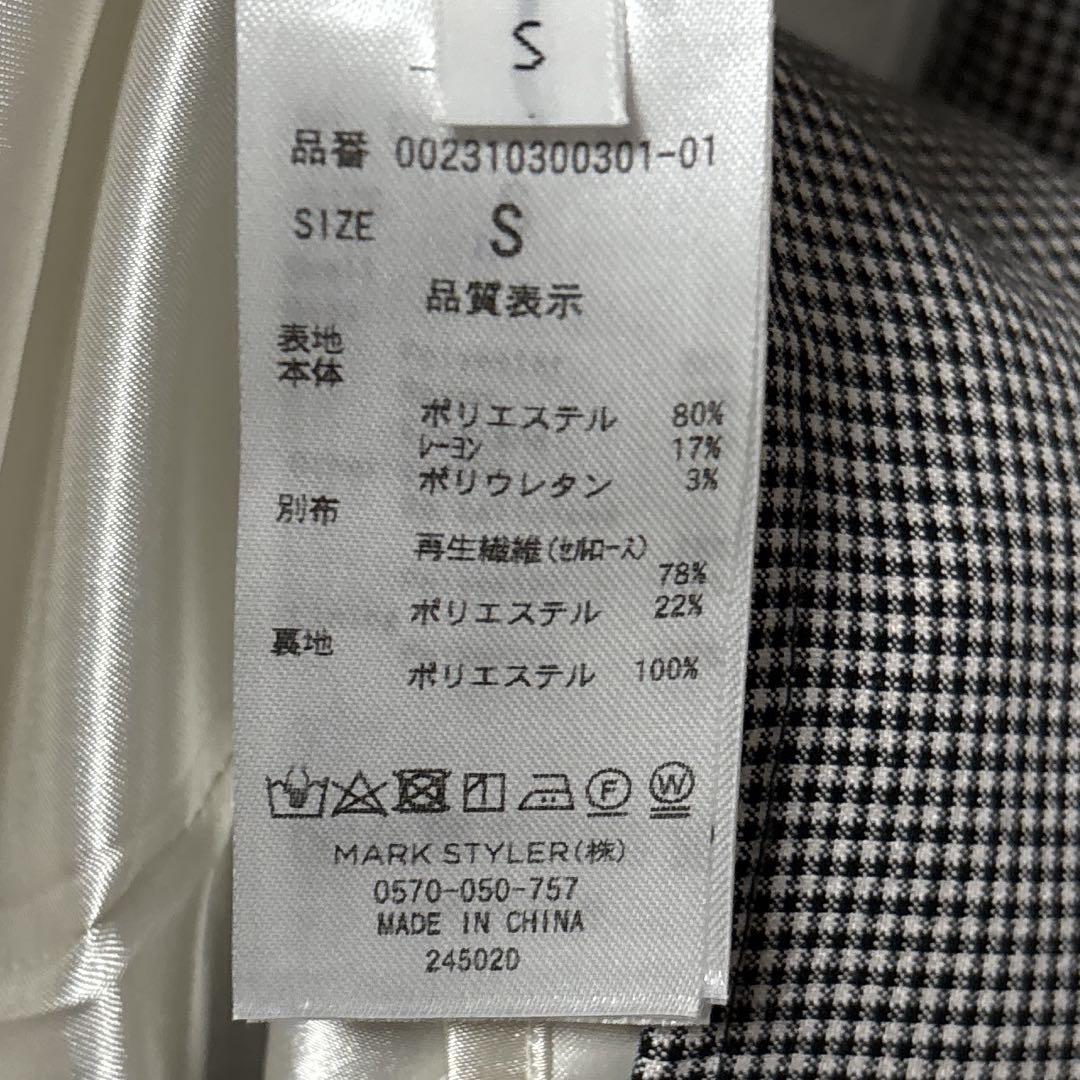 S
品番 002310300301-01
SIZE S
品質表示
表地
本体
ポリエステル 80%
レーヨン 17%
ポリウレタン 3%
別布
再生繊維(セルロース)
78%
ポリエステル 22%
裏地
ポリエステル 100%
F W
MARK STYLER(株)
0570-050-757
MADE IN CHINA
245020